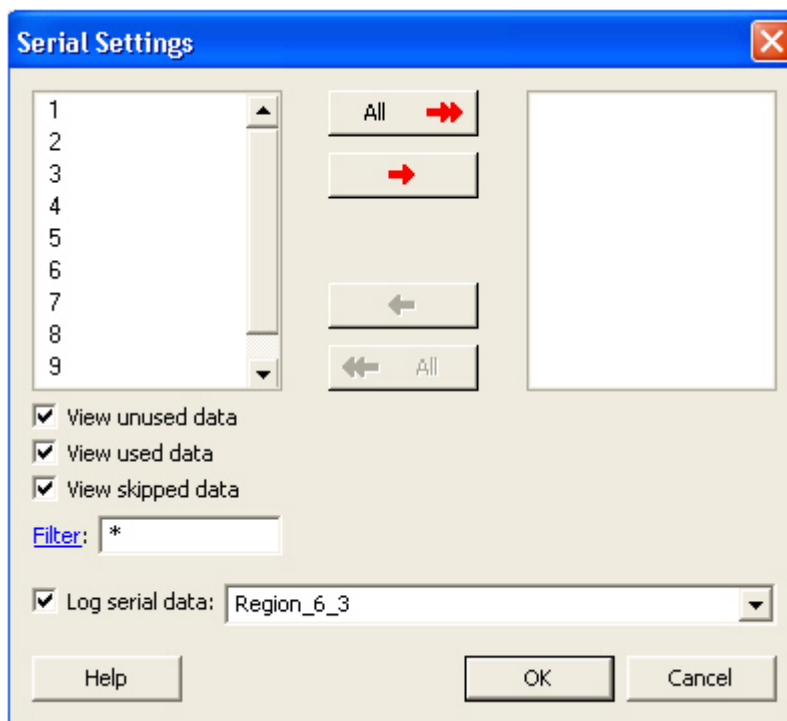 Serial Settings
1
2
3
4
5
6
7
8
9
All
All
View unused data
View used data
View skipped data
Filter: *
Log serial data: Region_6_3
Help OK Cancel